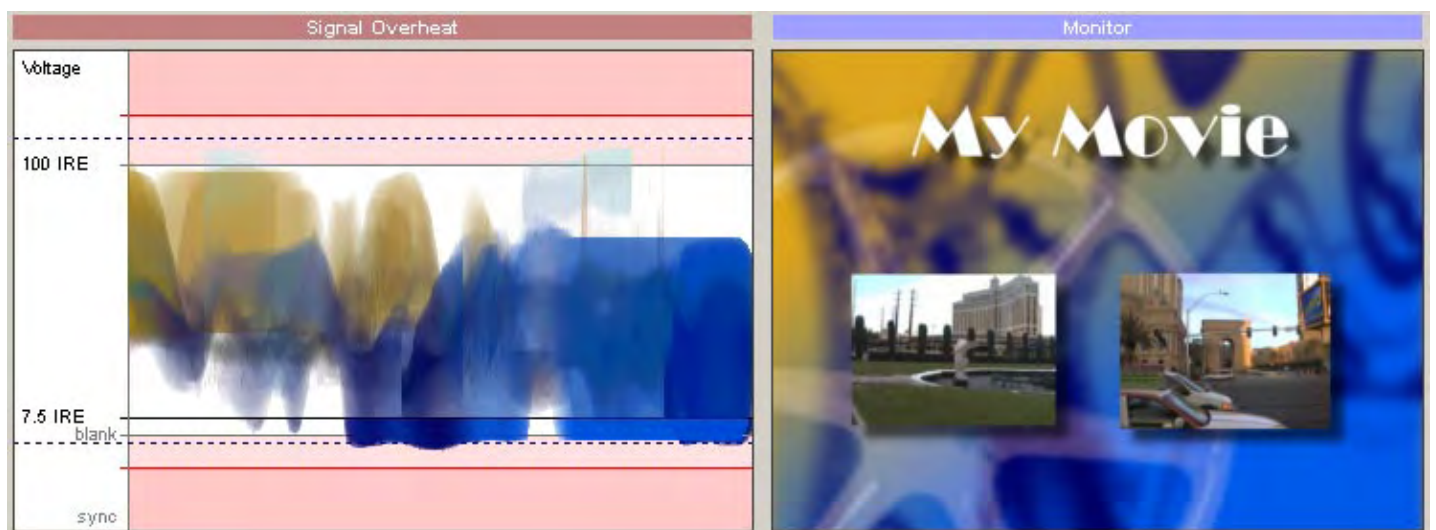 Signal Overheat
Monitor
Voltage
100 IRE
7.5 IRE
blank
sync
My Movie